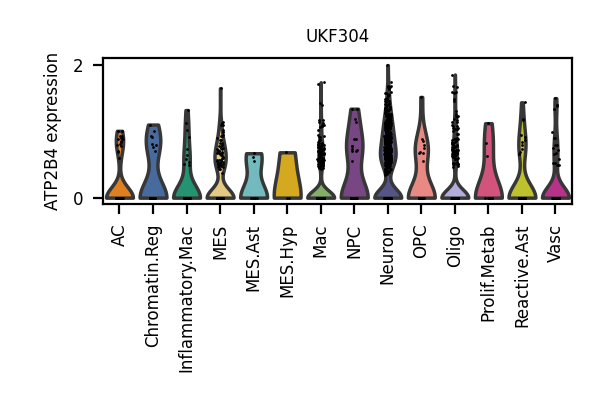 UKF304
ATP2B4 expression
2
0
AC
Chromatin.Reg
Inflammatory.Mac
MES
MES.Ast
MES.Hyp
Mac
NPC
Neuron
OPC
Oligo
Prolif.Metab
Reactive.Ast
Vasc